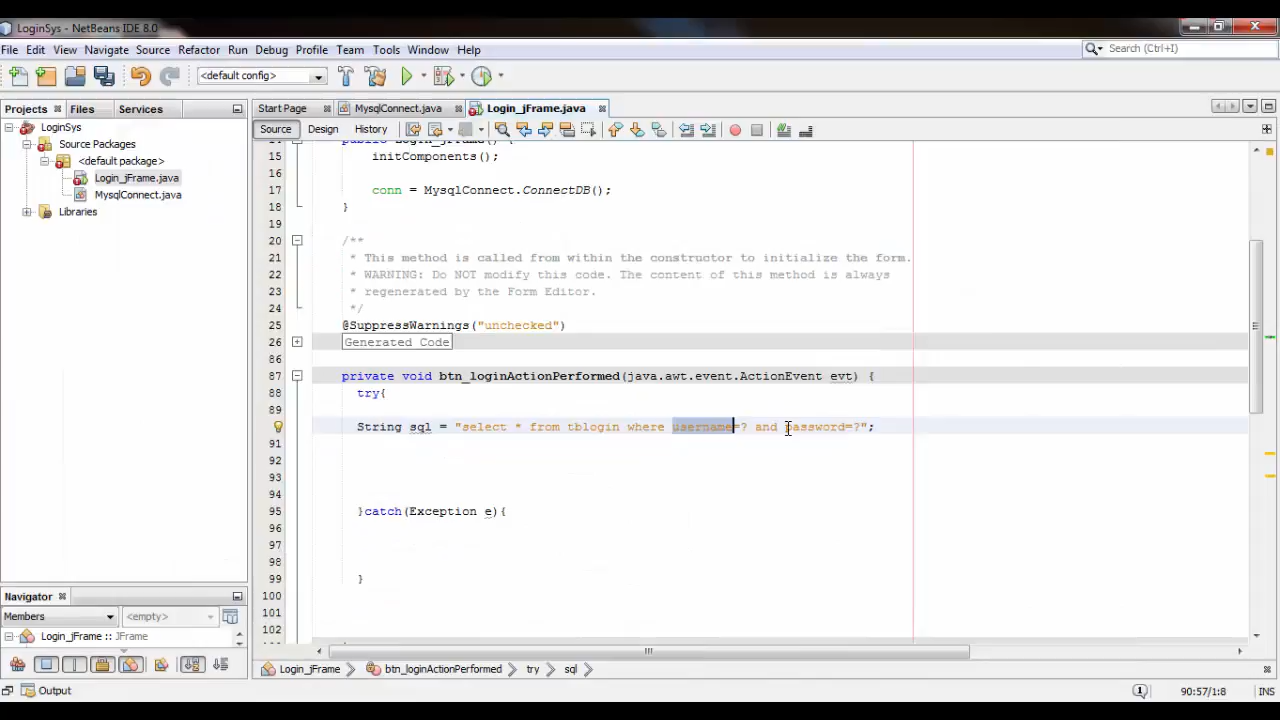 LoginSys - NetBeans IDE 8.0
File Edit View Navigate Source Refactor Run Debug Profile Team Tools Window Help
Search (Ctrl+I)
<default config>
Projects Files Services
Start Page MysqlConnect.java Login_jFrame.java
Source Design History
LoginSys
Source Packages
<default package>
Login_jFrame.java
MysqlConnect.java
Libraries
14 public Login_jFrame() {
15 initComponents();
16
17 conn = MysqlConnect.ConnectDB();
18 }
19
20 /**
21 * This method is called from within the constructor to initialize the form.
22 * WARNING: Do NOT modify this code. The content of this method is always
23 * regenerated by the Form Editor.
24 */
25 @SuppressWarnings("unchecked")
26 Generated Code
86
87 private void btn_loginActionPerformed(java.awt.event.ActionEvent evt) {
88 try{
89
String sql = "select * from tblogin where username=? and password=?";
91
92
93
94
95 }catch(Exception e){
96
97
98
99 }
100
101
102
Navigator
Members <empty>
Login_jFrame :: JFrame
Login_jFrame btn_loginActionPerformed try sql
Output
1
90:57/1:8 INS